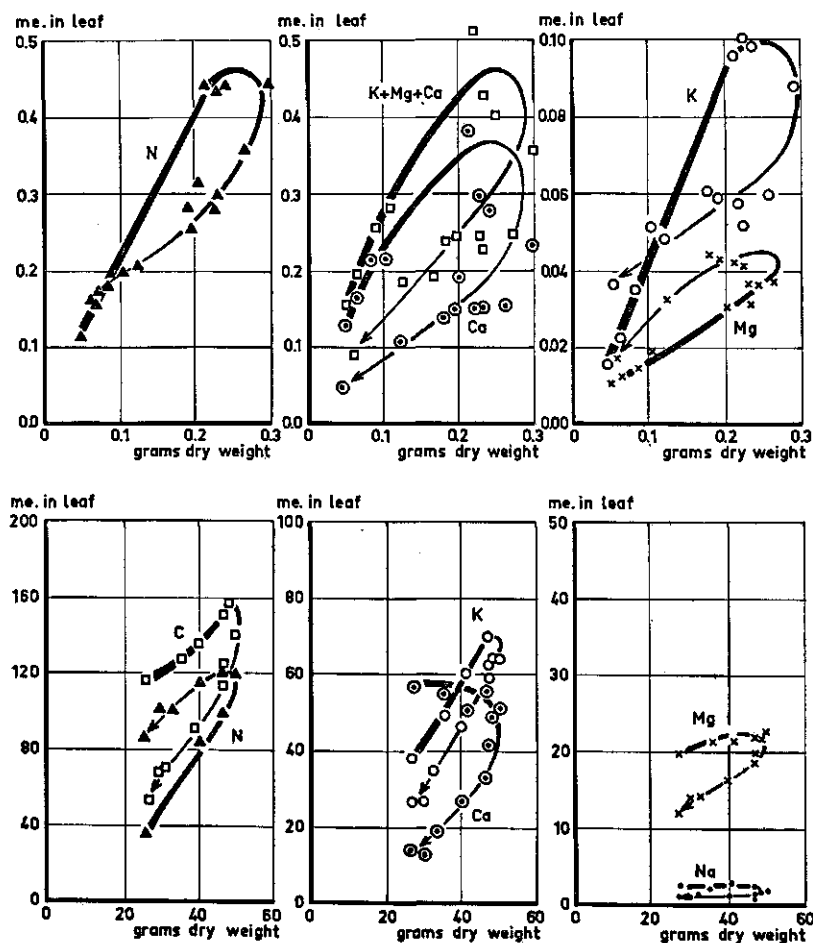 me. in leaf
0.5
0.4
0.3
0.2
0.1
0.0
N
0 0.1 0.2 0.3
grams dry weight
me. in leaf
0.5
0.4
0.3
0.2
0.1
0.0
K+Mg+Ca
Ca
0 0.1 0.2 0.3
grams dry weight
me. in leaf
0.10
0.08
0.06
0.04
0.02
0.00
K
Mg
0 0.1 0.2 0.3
grams dry weight
me. in leaf
200
160
120
80
40
0
C
N
20 40 60
grams dry weight
me. in leaf
100
80
60
40
20
0
K
Ca
20 40 60
grams dry weight
me. in leaf
50
40
30
20
10
0
Mg
Na
20 40 60
grams dry weight